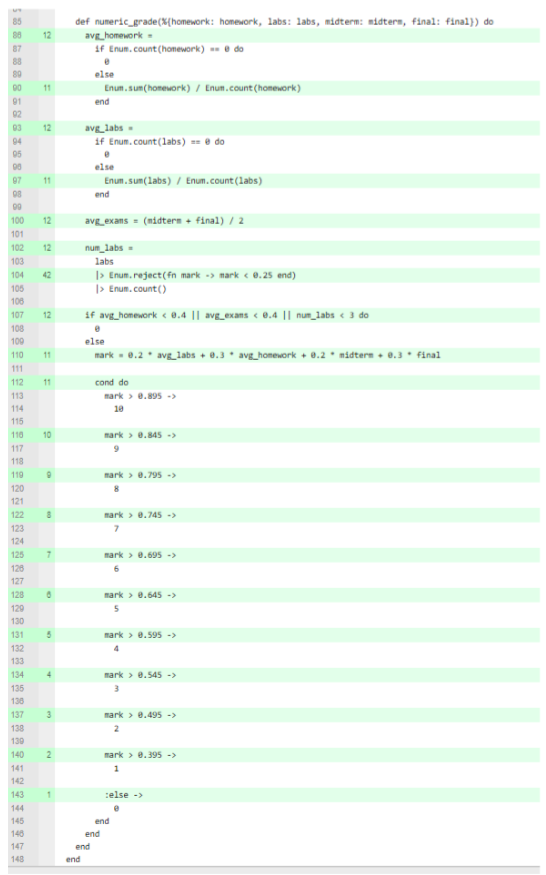 85 def numeric_grade(%{homework: homework, labs: labs, midterm: midterm, final: final}) do
86 12 avg_homework =
87 if Enum.count(homework) == 0 do
88 0
89 else
90 11 Enum.sum(homework) / Enum.count(homework)
91 end
92
93 12 avg_labs =
94 if Enum.count(labs) == 0 do
95 0
96 else
97 11 Enum.sum(labs) / Enum.count(labs)
98 end
99
100 12 avg_exams = (midterm + final) / 2
101
102 12 num_labs =
103 labs
104 42 |> Enum.reject(fn mark -> mark < 0.25 end)
105 |> Enum.count()
106
107 12 if avg_homework < 0.4 || avg_exams < 0.4 || num_labs < 3 do
108 0
109 else
110 11 mark = 0.2 * avg_labs + 0.3 * avg_homework + 0.2 * midterm + 0.3 * final
111
112 11 cond do
113 mark > 0.895 ->
114 10
115
116 10 mark > 0.845 ->
117 9
118
119 9 mark > 0.795 ->
120 8
121
122 8 mark > 0.745 ->
123 7
124
125 7 mark > 0.695 ->
126 6
127
128 6 mark > 0.645 ->
129 5
130
131 5 mark > 0.595 ->
132 4
133
134 4 mark > 0.545 ->
135 3
136
137 3 mark > 0.495 ->
138 2
139
140 2 mark > 0.395 ->
141 1
142
143 1 :else ->
144 0
145 end
146 end
147 end
148 end